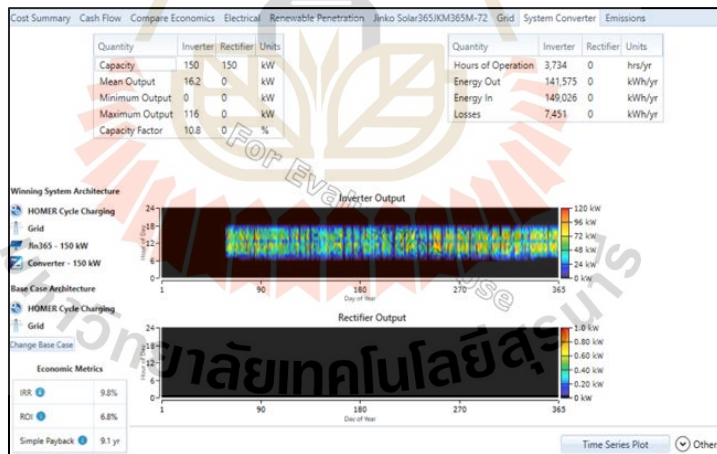 Cost Summary Cash Flow Compare Economics Electrical Renewable Penetration Jinko Solar365JKM365M-72 Grid System Converter Emissions
Quantity Inverter Rectifier Units
Capacity 150 150 kW
Mean Output 16.2 0 kW
Minimum Output 0 0 kW
Maximum Output 116 0 kW
Capacity Factor 10.8 0 %
Quantity Inverter Rectifier Units
Hours of Operation 3,734 0 hrs/yr
Energy Out 141,575 0 kWh/yr
Energy In 149,026 0 kWh/yr
Losses 7,451 0 kWh/yr
For Eval
use
Winning System Architecture
HOMER Cycle Charging
Grid
Jin365 - 150 kW
Converter - 150 kW
Base Case Architecture
HOMER Cycle Charging
Grid
Change Base Case
Economic Metrics
IRR 9.8%
ROI 6.8%
Simple Payback 9.1 yr
Inverter Output
Hour of Day
24
18
12
6
0
1 90 180 270 365
Day of Year
120 kW
96 kW
72 kW
48 kW
24 kW
0 kW
Rectifier Output
Hour of Day
24
18
12
6
0
1 90 180 270 365
Day of Year
1.0 kW
0.80 kW
0.60 kW
0.40 kW
0.20 kW
0 kW
Time Series Plot Other
มหาวิทยาลัยเทคโนโลยีสุรนาร